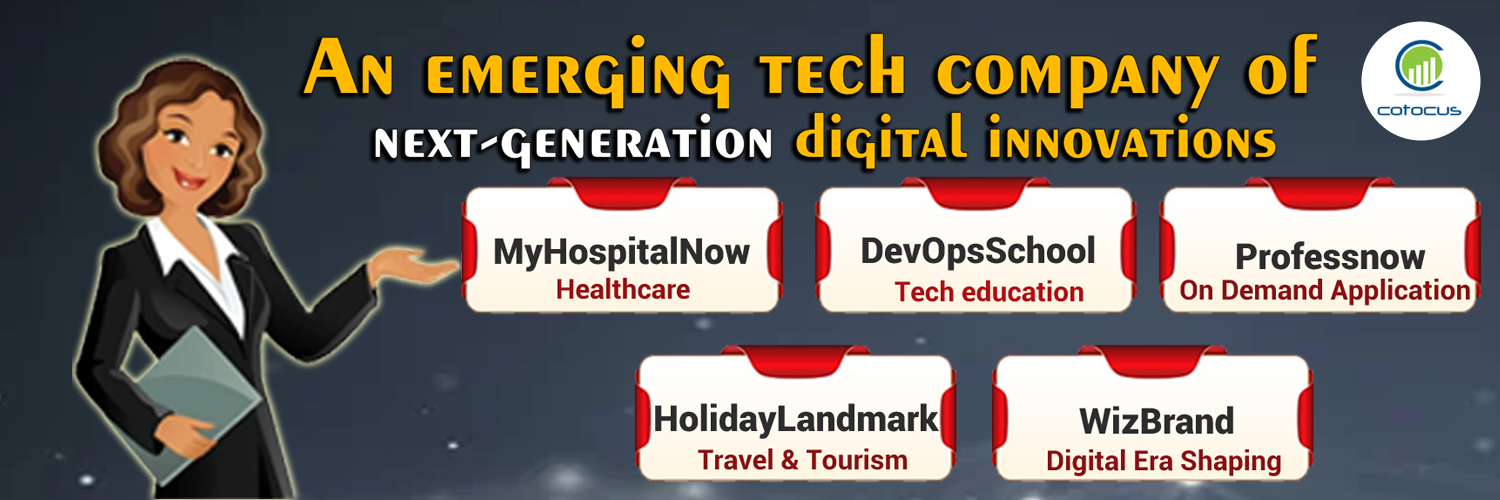 An emerging tech company of
next-generation digital innovations
cotocus
MyHospitalNow
Healthcare
DevOpsSchool
Tech education
Professnow
On Demand Application
HolidayLandmark
Travel & Tourism
WizBrand
Digital Era Shaping